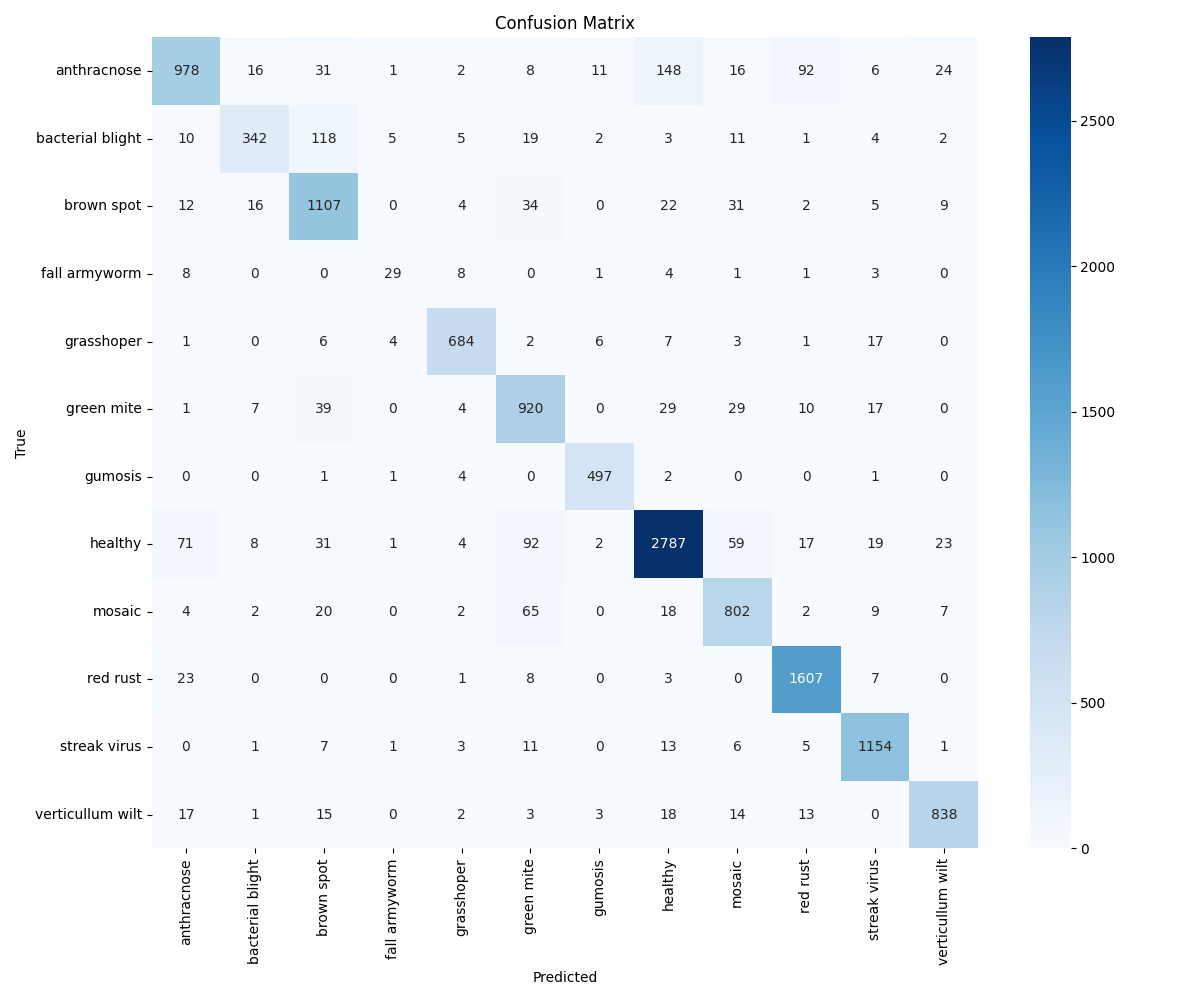 Confusion Matrix
anthracnose 978 16 31 1 2 8 11 148 16 92 6 24
bacterial blight 10 342 118 5 5 19 2 3 11 1 4 2
brown spot 12 16 1107 0 4 34 0 22 31 2 5 9
fall armyworm 8 0 0 29 8 0 1 4 1 1 3 0
grasshoper 1 0 6 4 684 2 6 7 3 1 17 0
green mite 1 7 39 0 4 920 0 29 29 10 17 0
gumosis 0 0 1 1 4 0 497 2 0 0 1 0
healthy 71 8 31 1 4 92 2 2787 59 17 19 23
mosaic 4 2 20 0 2 65 0 18 802 2 9 7
red rust 23 0 0 0 1 8 0 3 0 1607 7 0
streak virus 0 1 7 1 3 11 0 13 6 5 1154 1
verticullum wilt 17 1 15 0 2 3 3 18 14 13 0 838
True
anthracnose
bacterial blight
brown spot
fall armyworm
grasshoper
green mite
gumosis
healthy
mosaic
red rust
streak virus
verticullum wilt
Predicted
2500
2000
1500
1000
500
0